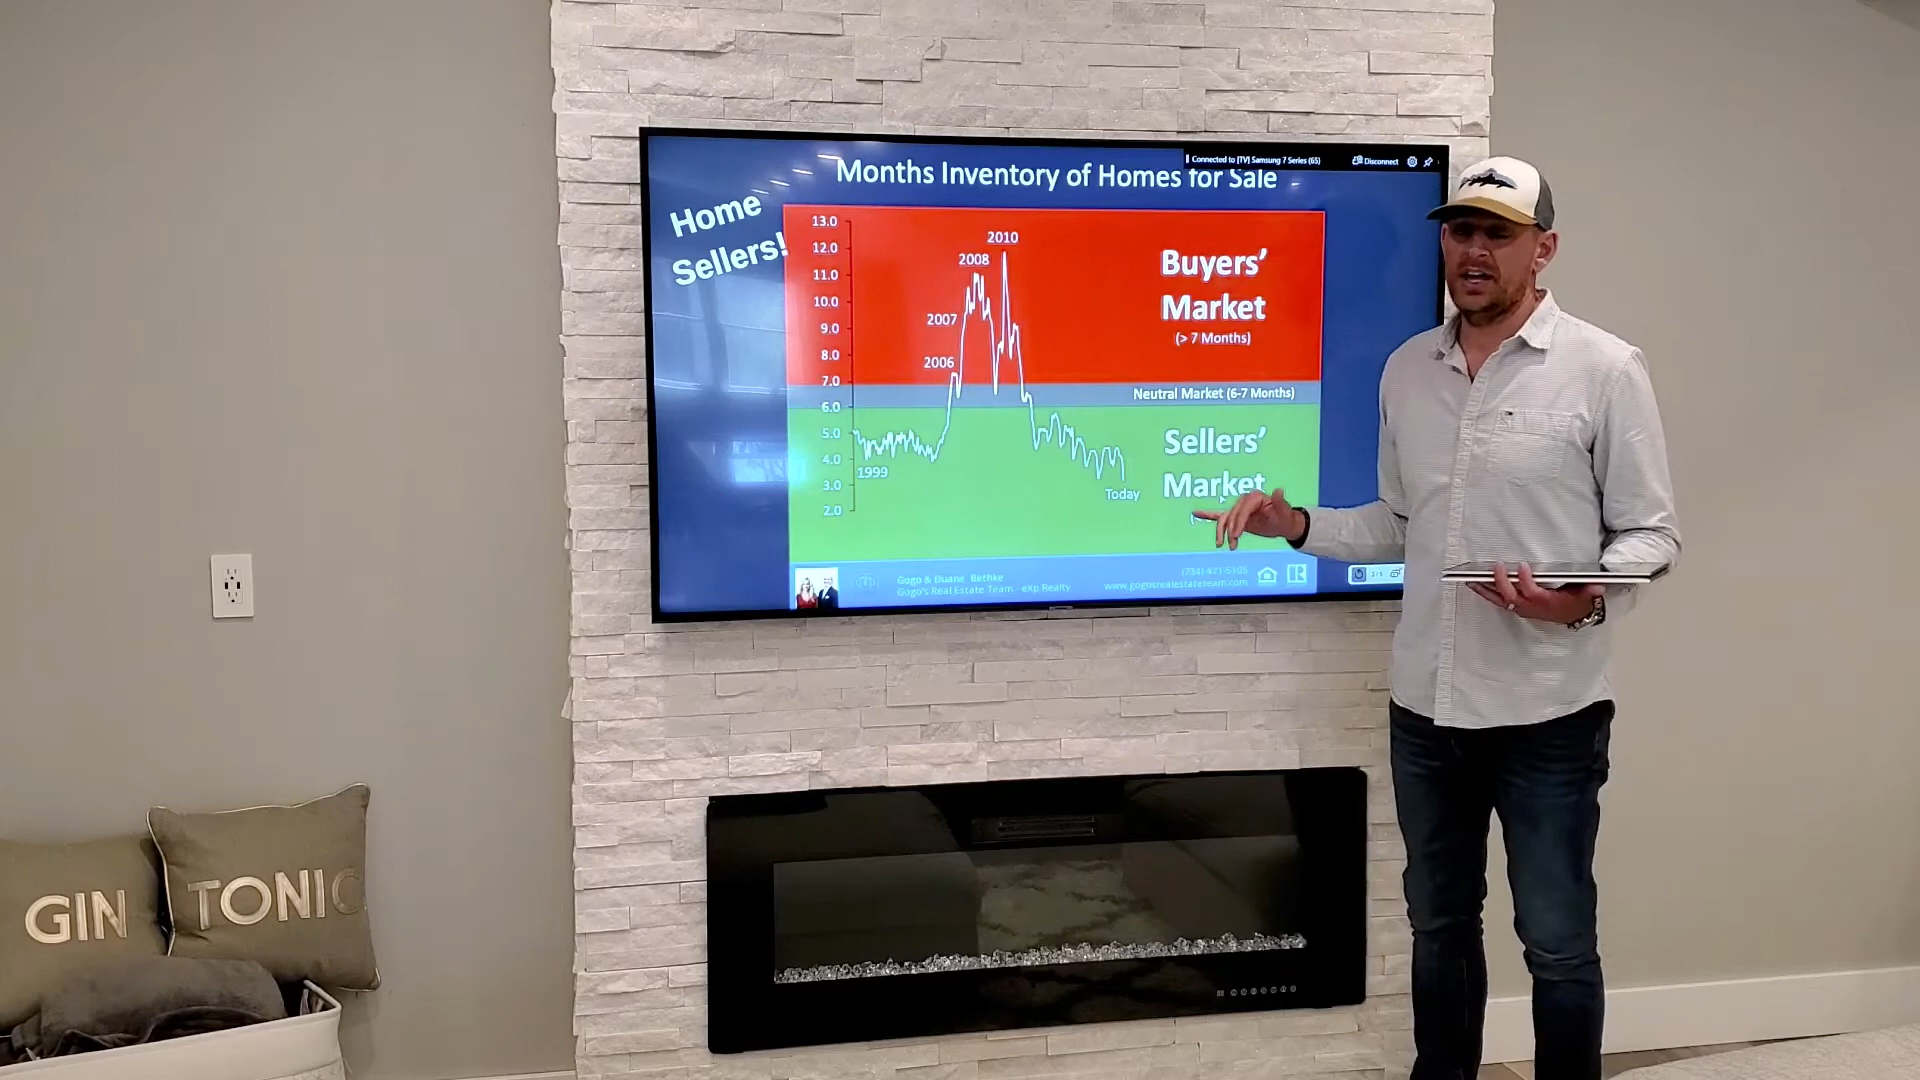 Connected to [TV] Samsung 7 Series (65)
Disconnect
Months Inventory of Homes for Sale
Home
Sellers!
13.0
12.0
11.0
10.0
9.0
8.0
7.0
6.0
5.0
4.0
3.0
2.0
2010
2008
2007
2006
1999
Today
Buyers’
Market
(> 7 Months)
Neutral Market (6-7 Months)
Sellers’
Market
Gogo & Duane Bethke
Gogo's Real Estate Team - eXp Realty
(734) 421-5105
www.gogosrealestateteam.com
GIN
TONIC